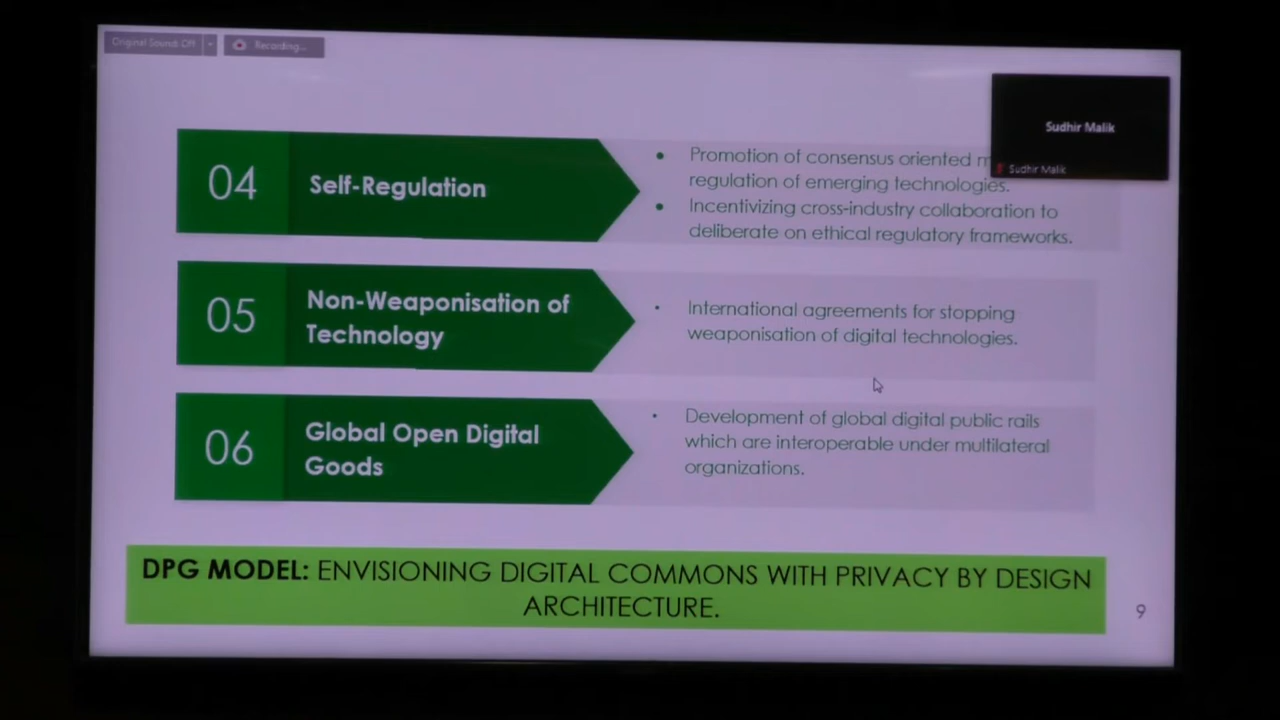 Original Sound: Off
Recording...
Sudhir Malik
Sudhir Malik
04
Self-Regulation
Promotion of consensus oriented
regulation of emerging technologies.
Incentivizing cross-industry collaboration to
deliberate on ethical regulatory frameworks.
05
Non-Weaponisation of
Technology
International agreements for stopping
weaponisation of digital technologies.
06
Global Open Digital
Goods
Development of global digital public rails
which are interoperable under multilateral
organizations.
DPG MODEL: ENVISIONING DIGITAL COMMONS WITH PRIVACY BY DESIGN
ARCHITECTURE.
9